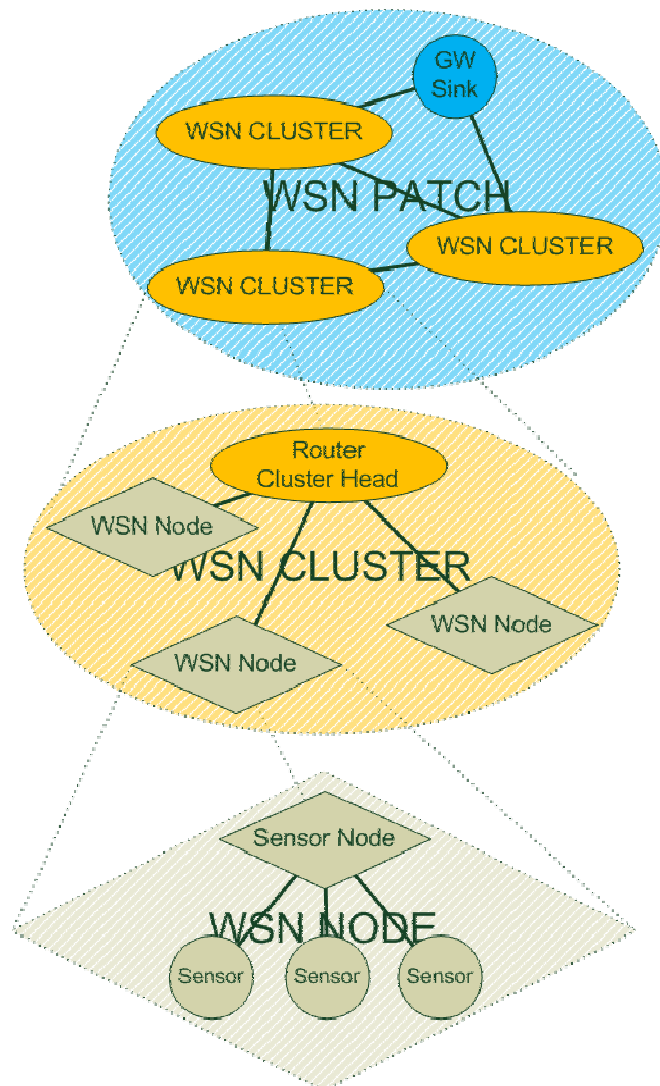 GW
Sink
WSN CLUSTER
WSN PATCH
WSN CLUSTER
WSN CLUSTER
Router
Cluster Head
WSN Node
WSN CLUSTER
WSN Node
WSN Node
Sensor Node
WSN NODE
Sensor
Sensor
Sensor